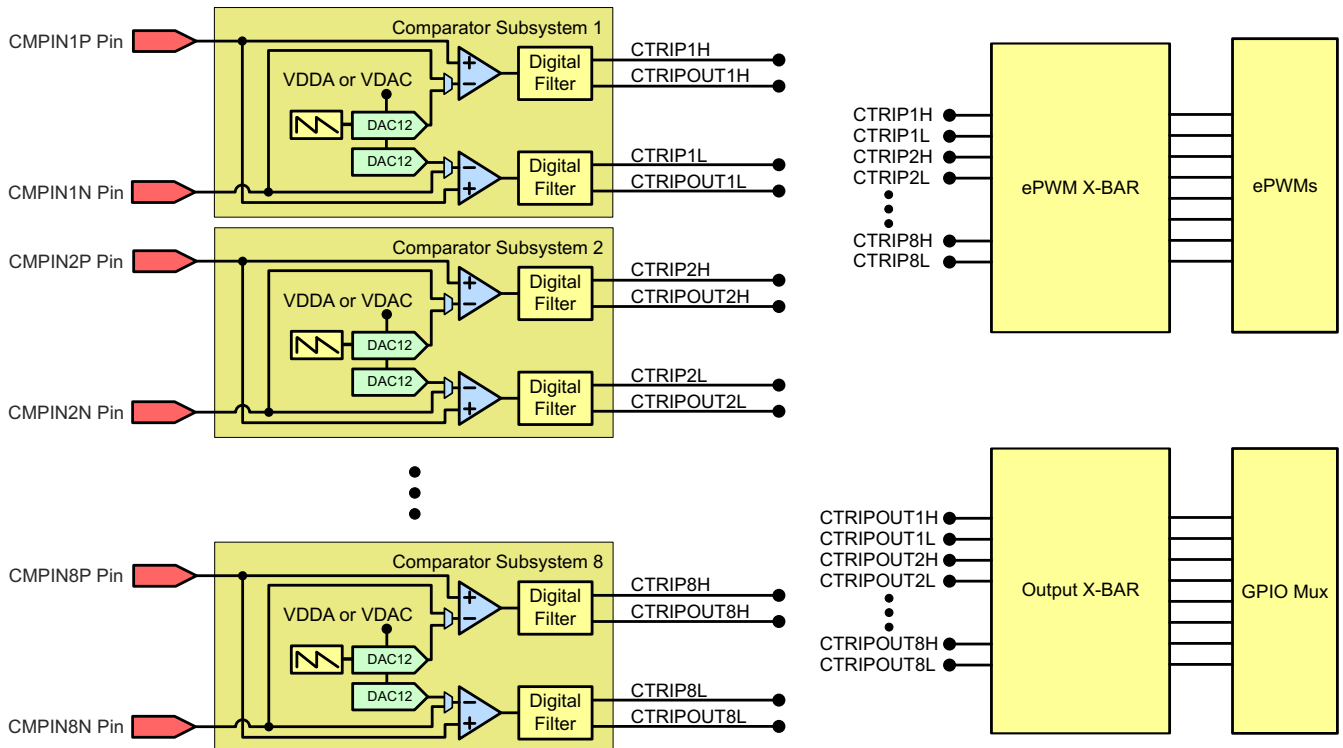 CMPIN1P Pin
Comparator Subsystem 1
VDDA or VDAC
DAC12
DAC12
+
−
−
+
Digital
Filter
Digital
Filter
CTRIP1H
CTRIPOUT1H
CTRIP1L
CTRIPOUT1L
CMPIN1N Pin
CMPIN2P Pin
Comparator Subsystem 2
VDDA or VDAC
DAC12
DAC12
+
−
−
+
Digital
Filter
Digital
Filter
CTRIP2H
CTRIPOUT2H
CTRIP2L
CTRIPOUT2L
CMPIN2N Pin
CMPIN8P Pin
Comparator Subsystem 8
VDDA or VDAC
DAC12
DAC12
+
−
−
+
Digital
Filter
Digital
Filter
CTRIP8H
CTRIPOUT8H
CTRIP8L
CTRIPOUT8L
CMPIN8N Pin
CTRIP1H
CTRIP1L
CTRIP2H
CTRIP2L
CTRIP8H
CTRIP8L
ePWM X-BAR
ePWMs
CTRIPOUT1H
CTRIPOUT1L
CTRIPOUT2H
CTRIPOUT2L
CTRIPOUT8H
CTRIPOUT8L
Output X-BAR
GPIO Mux